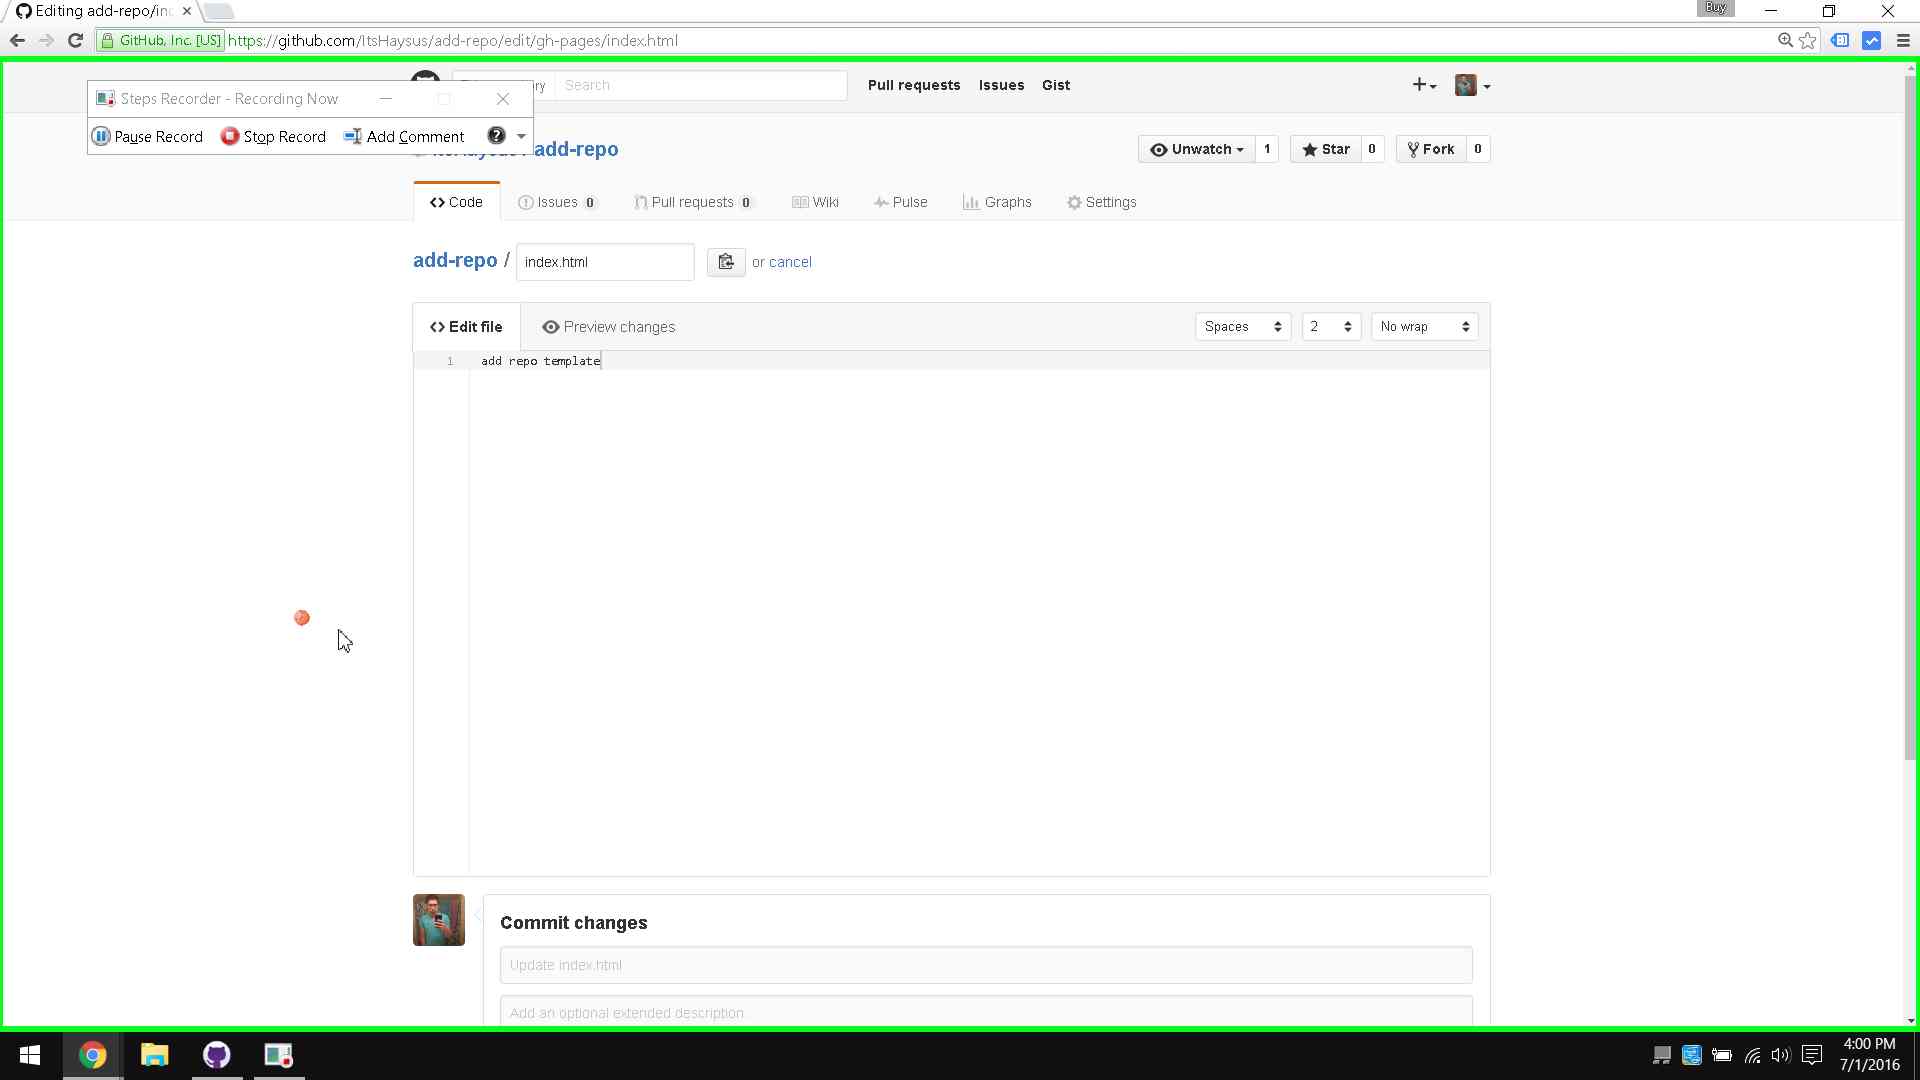 Editing add-repo/in
Buy
GitHub, Inc. [US] https://github.com/ItsHaysus/add-repo/edit/gh-pages/index.html
Search
Pull requests Issues Gist
Steps Recorder - Recording Now
Pause Record Stop Record Add Comment ?
add-repo
Unwatch 1 Star 0 Fork 0
Code Issues 0 Pull requests 0 Wiki Pulse Graphs Settings
add-repo / index.html or cancel
Edit file Preview changes Spaces 2 No wrap
1 add repo template
Commit changes
Update index.html
Add an optional extended description
4:00 PM
7/1/2016